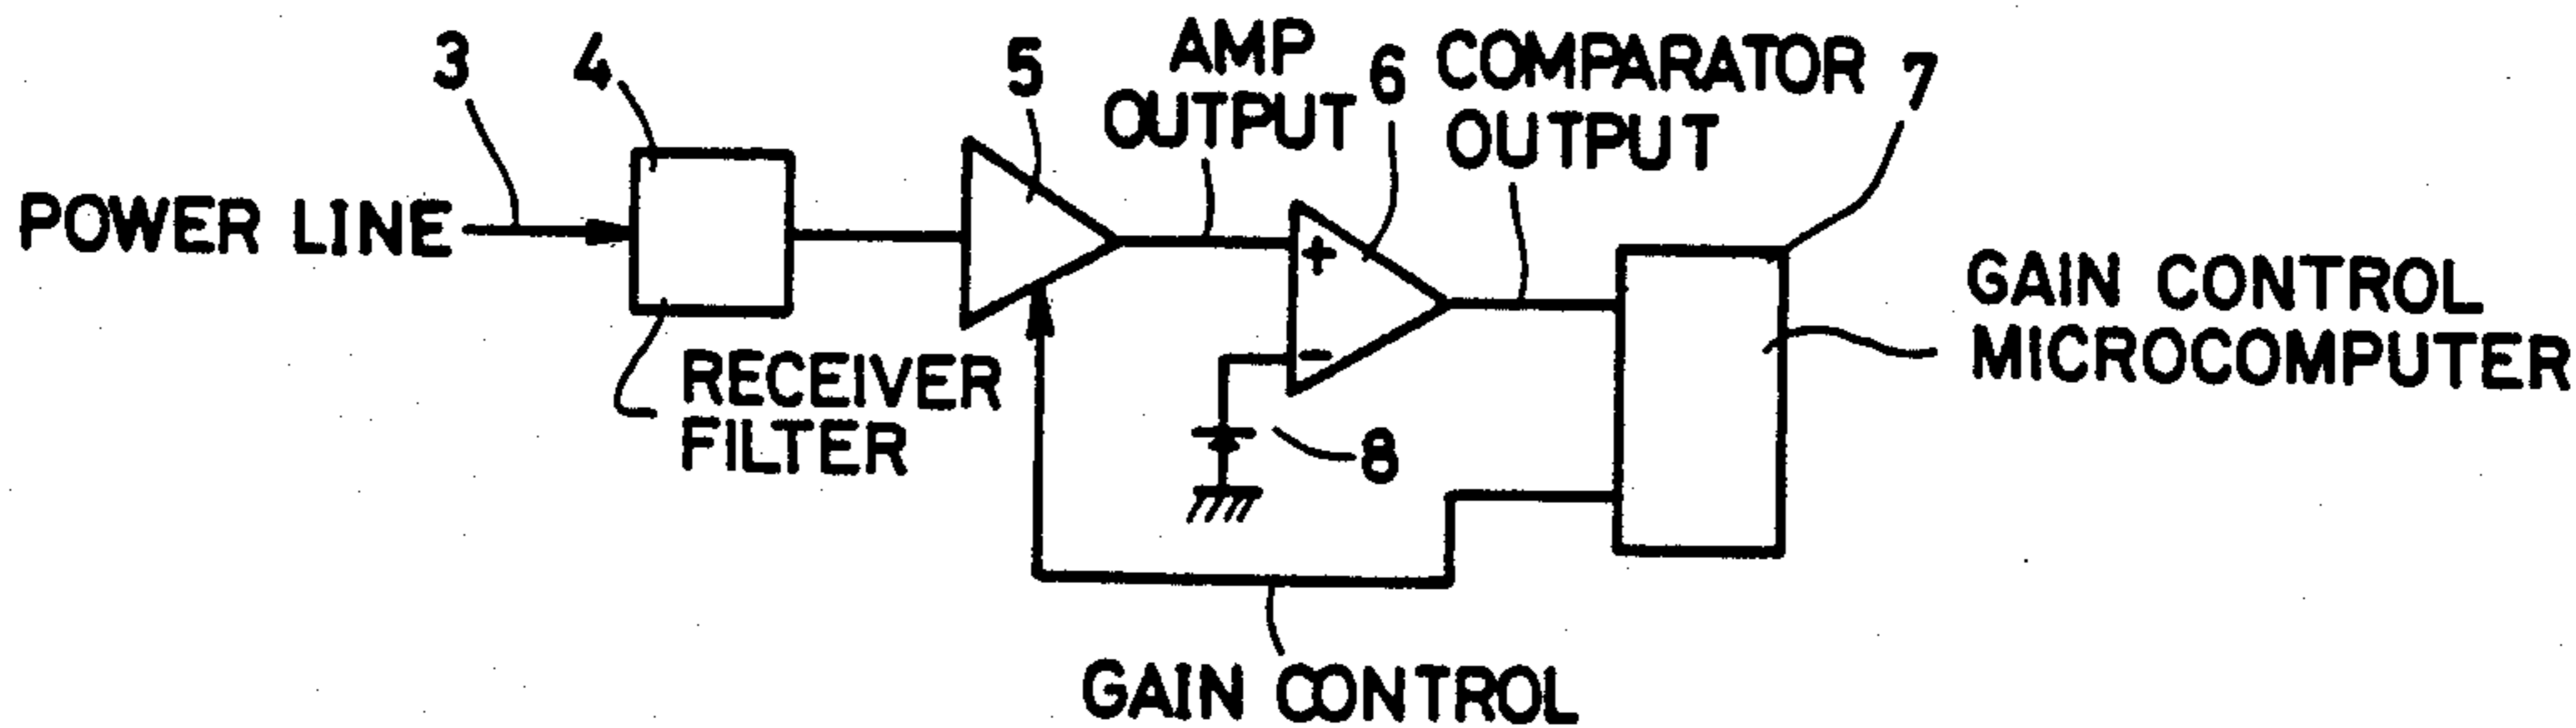 3
4
5
AMP
OUTPUT
6
COMPARATOR
OUTPUT
7
POWER LINE
+
-
RECEIVER
FILTER
8
GAIN CONTROL
MICROCOMPUTER
GAIN CONTROL